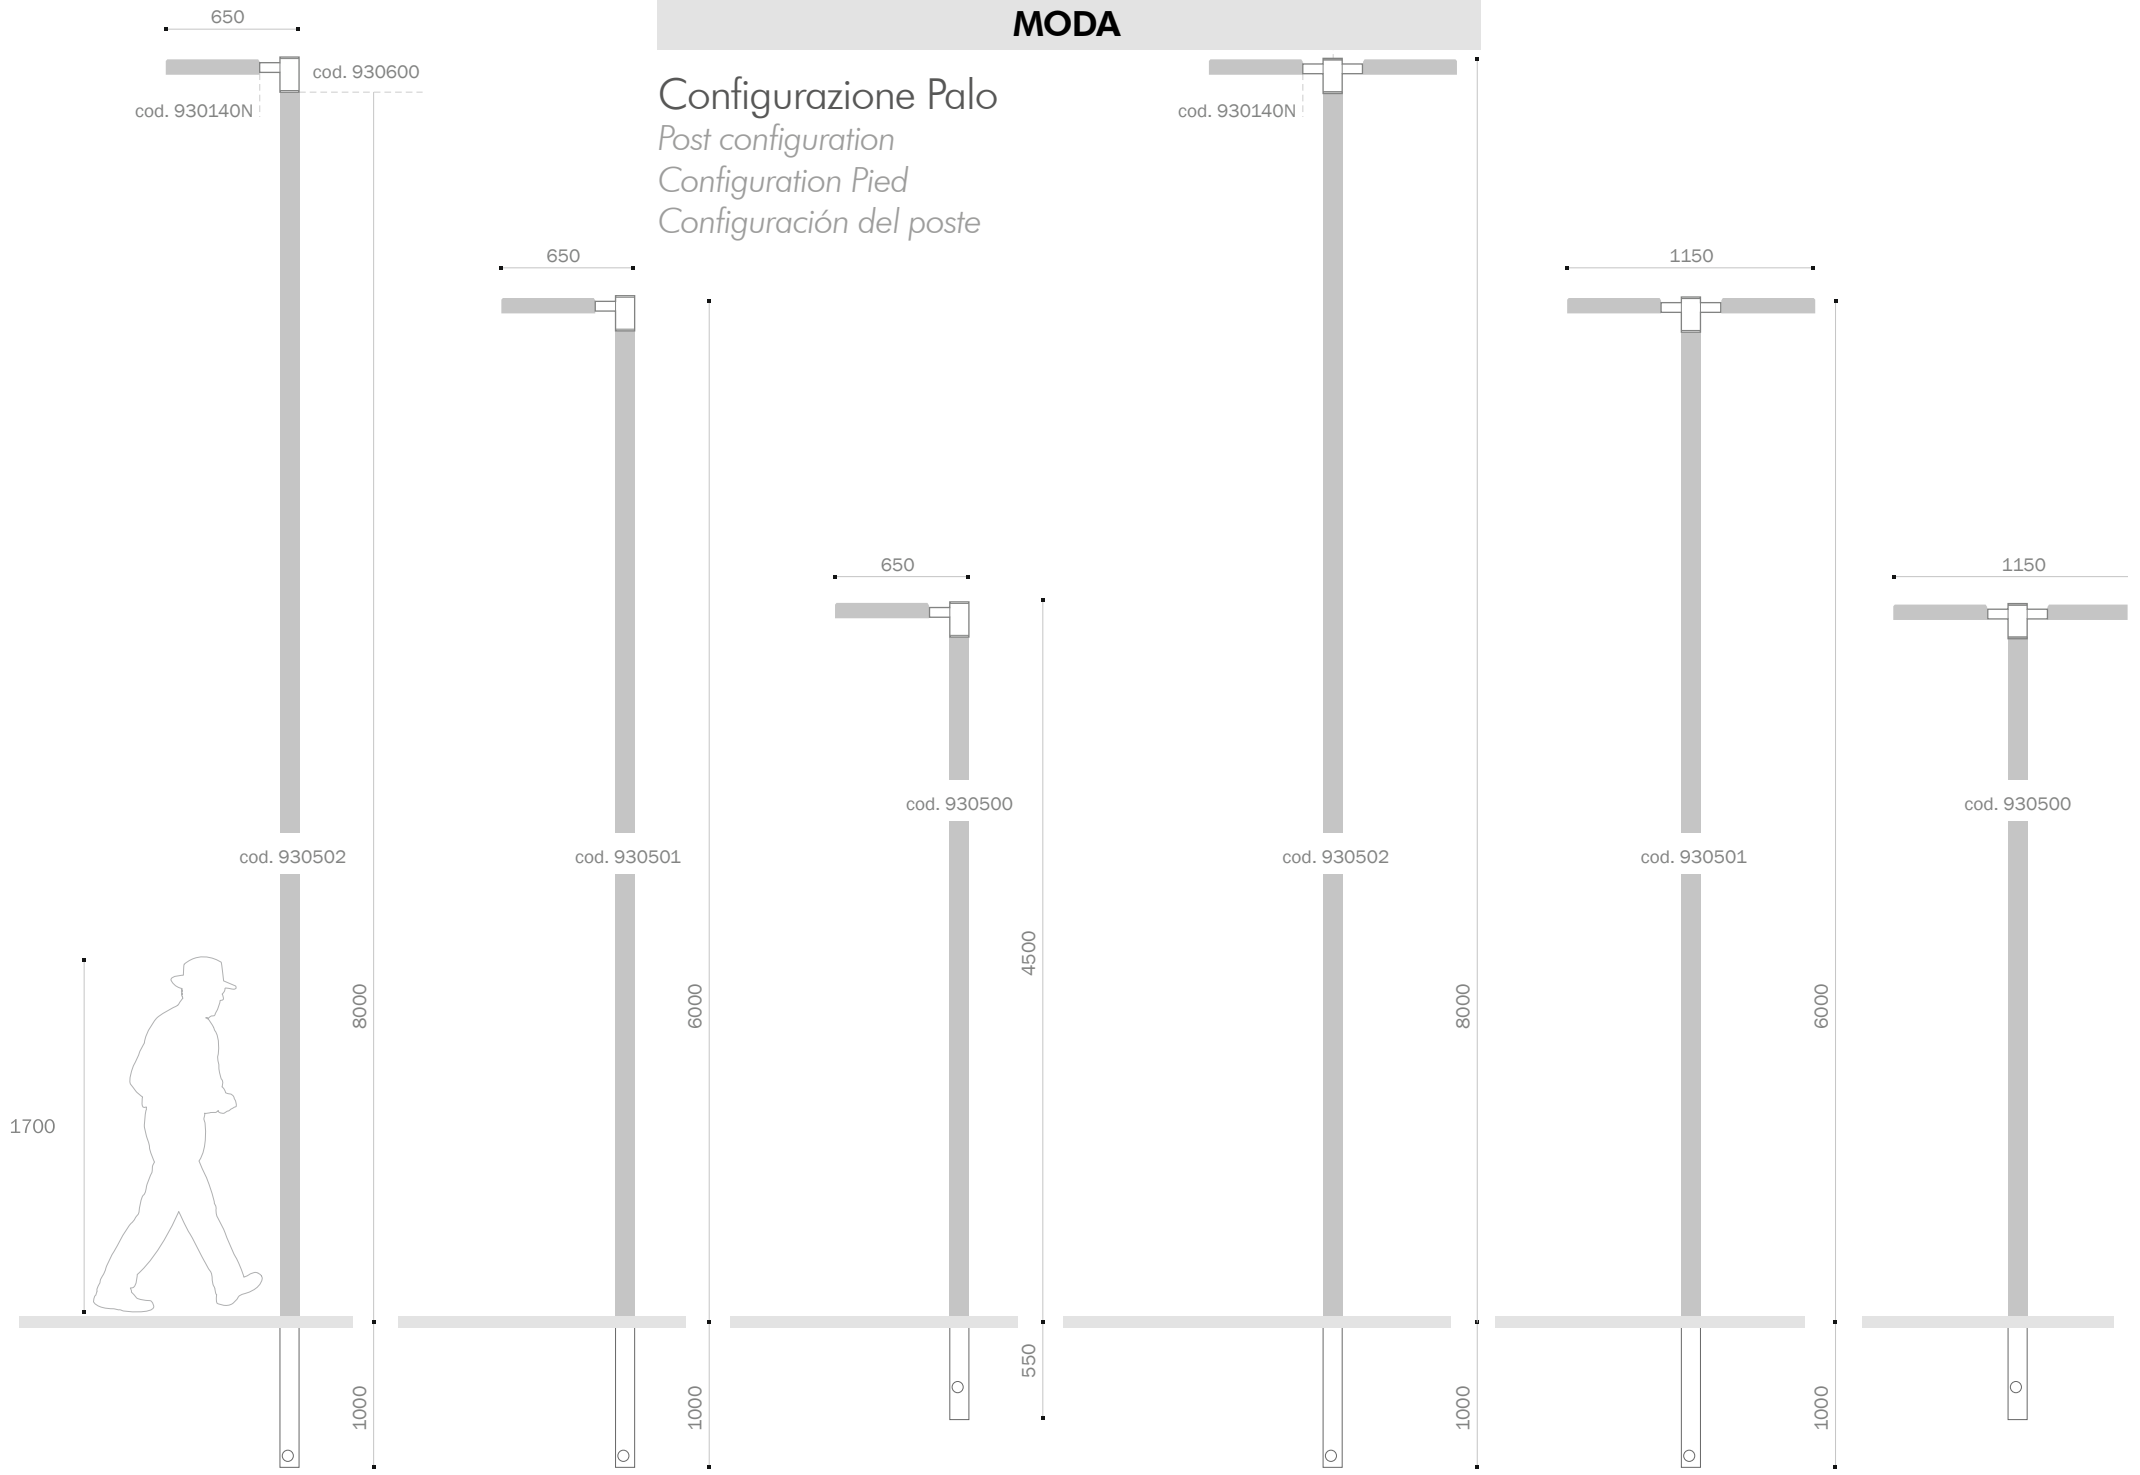 MODA
Configurazione Palo
Post configuration
Configuration Pied
Configuración del poste
650
cod. 930600
cod. 930140N
cod. 930502
8000
1000
1700
650
cod. 930501
6000
1000
650
cod. 930500
4500
550
cod. 930140N
cod. 930502
8000
1000
1150
cod. 930501
6000
1000
1150
cod. 930500